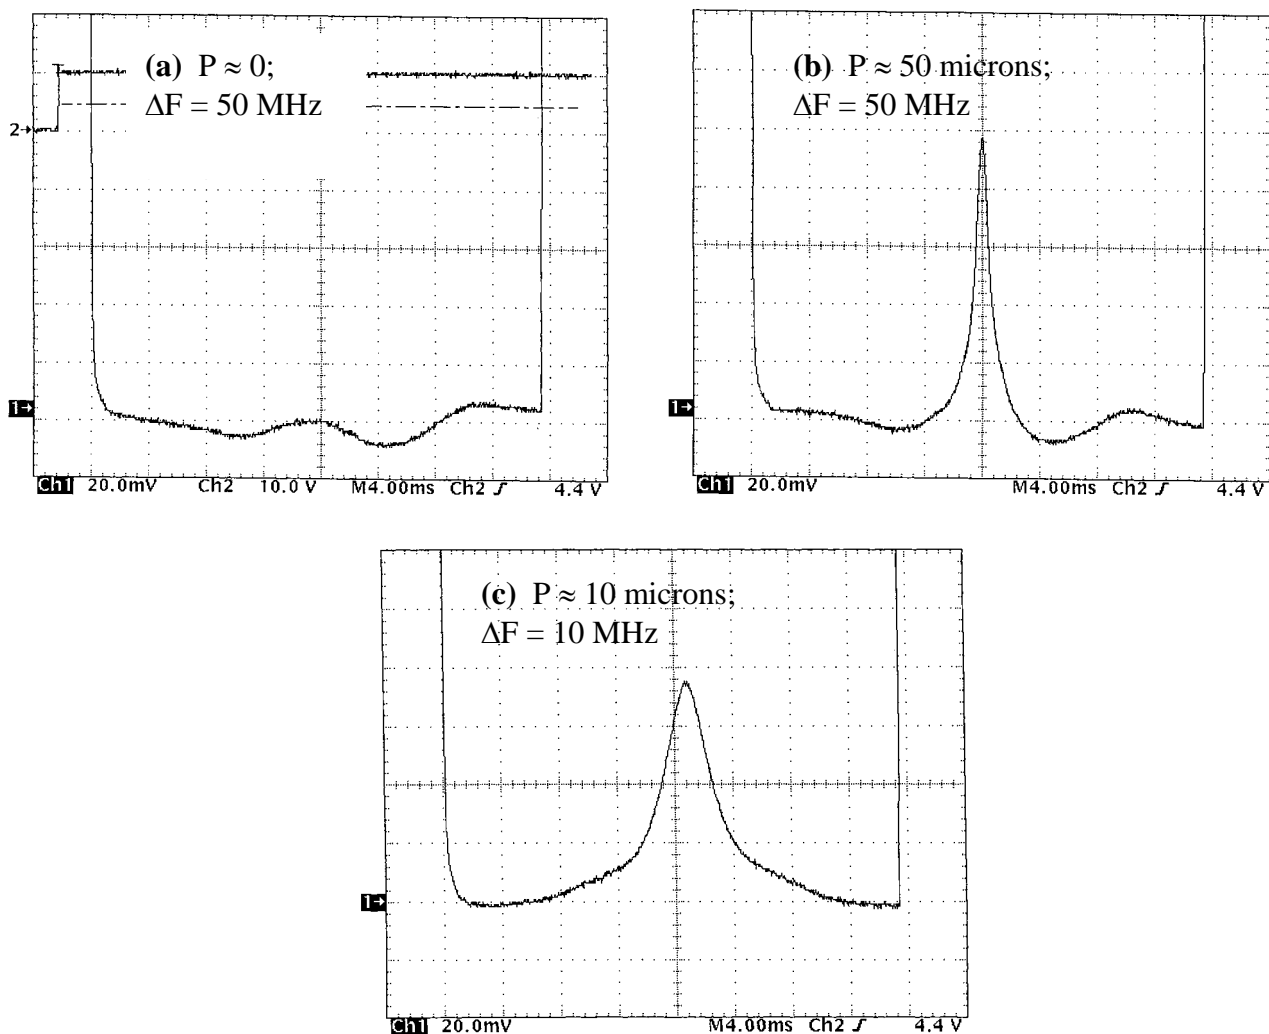 (a) P ≈ 0;
ΔF = 50 MHz
2→
1→
Ch1 20.0mV Ch2 10.0 V M4.00ms Ch2 ƒ 4.4 V
(b) P ≈ 50 microns;
ΔF = 50 MHz
1→
Ch1 20.0mV M4.00ms Ch2 ƒ 4.4 V
(c) P ≈ 10 microns;
ΔF = 10 MHz
1→
Ch1 20.0mV M4.00ms Ch2 ƒ 4.4 V